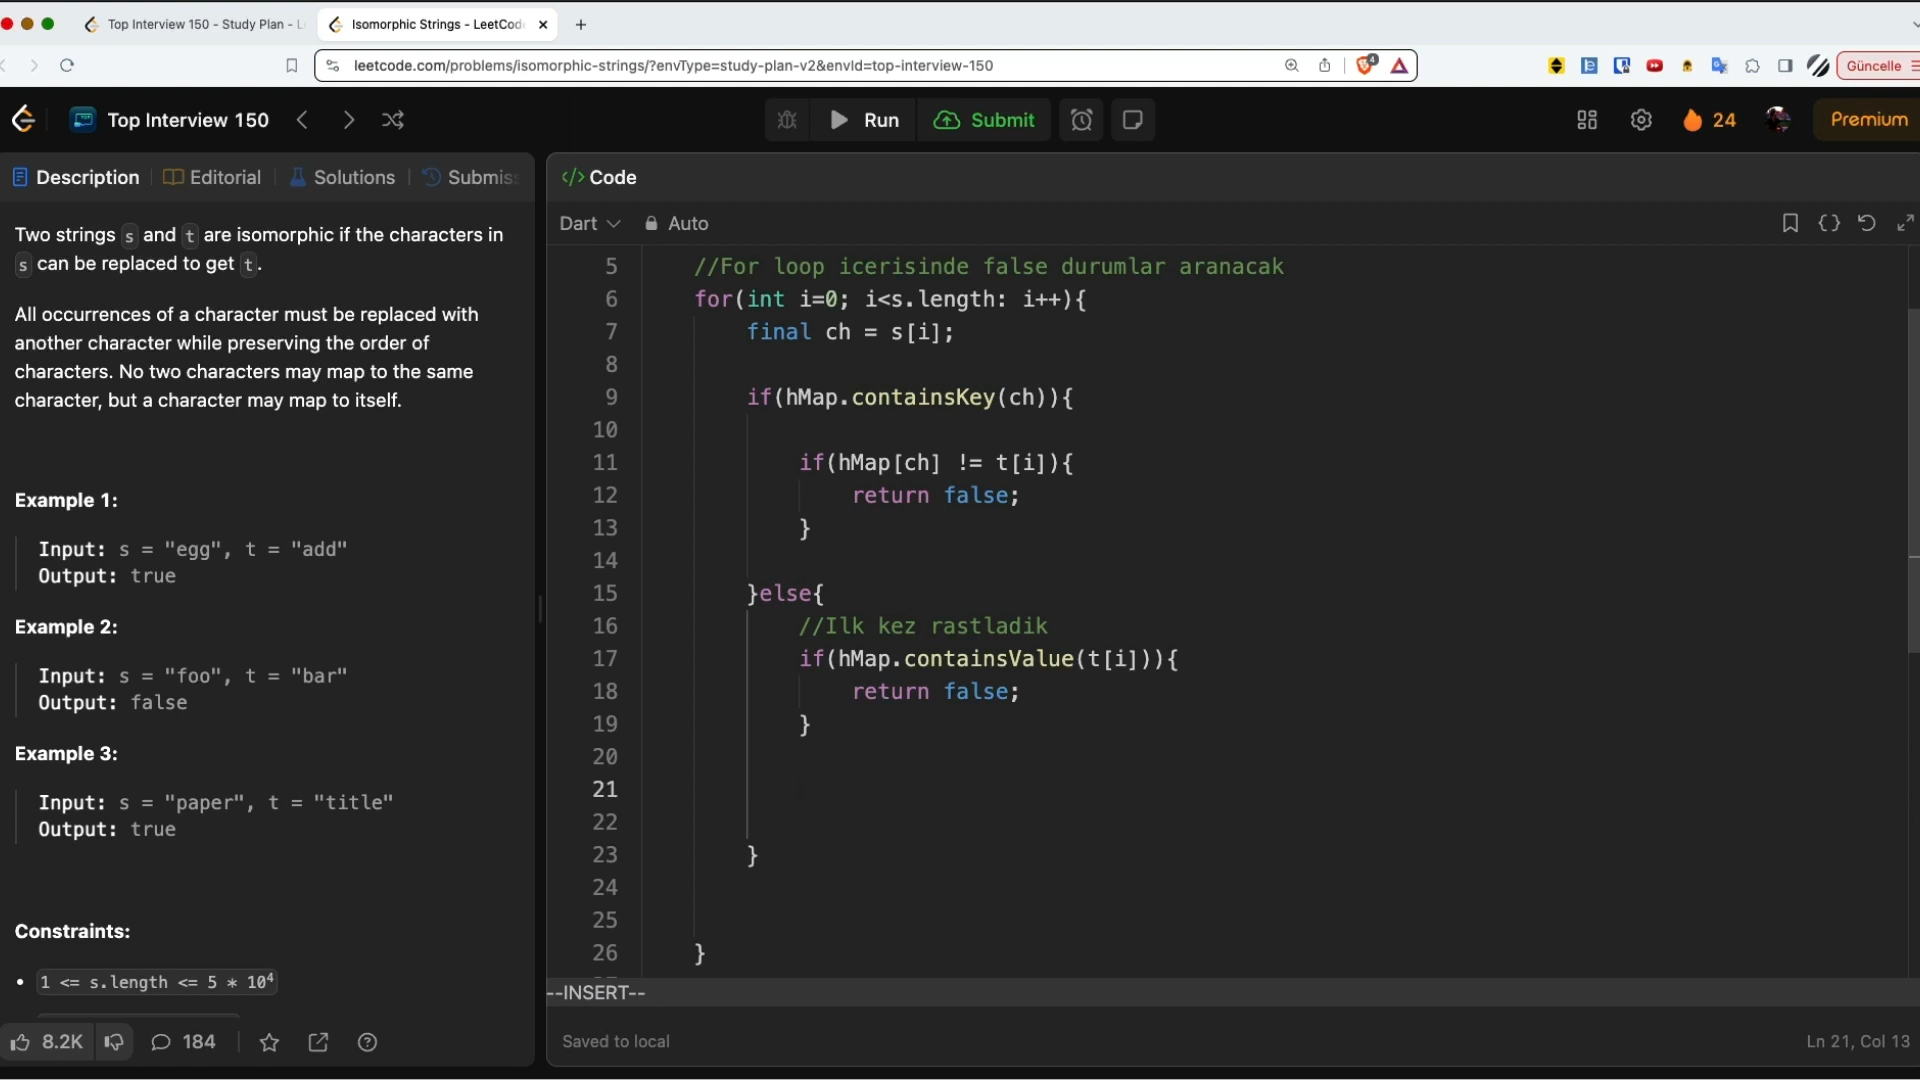 Top Interview 150 - Study Plan - L
Isomorphic Strings - LeetCod
leetcode.com/problems/isomorphic-strings/?envType=study-plan-v2&envId=top-interview-150
4
Güncelle
Top Interview 150
Run
Submit
24
Premium
Description
Editorial
Solutions
Submis
</> Code
Dart
Auto
Two strings s and t are isomorphic if the characters in
s can be replaced to get t.
All occurrences of a character must be replaced with
another character while preserving the order of
characters. No two characters may map to the same
character, but a character may map to itself.
Example 1:
Input: s = "egg", t = "add"
Output: true
Example 2:
Input: s = "foo", t = "bar"
Output: false
Example 3:
Input: s = "paper", t = "title"
Output: true
Constraints:
• 1 <= s.length <= 5 * 10⁴
8.2K
184
5 //For loop icerisinde false durumlar aranacak
6 for(int i=0; i<s.length: i++){
7 final ch = s[i];
8
9 if(hMap.containsKey(ch)){
10
11 if(hMap[ch] != t[i]){
12 return false;
13 }
14
15 }else{
16 //Ilk kez rastladik
17 if(hMap.containsValue(t[i])){
18 return false;
19 }
20
21
22
23 }
24
25
26 }
--INSERT--
Saved to local
Ln 21, Col 13